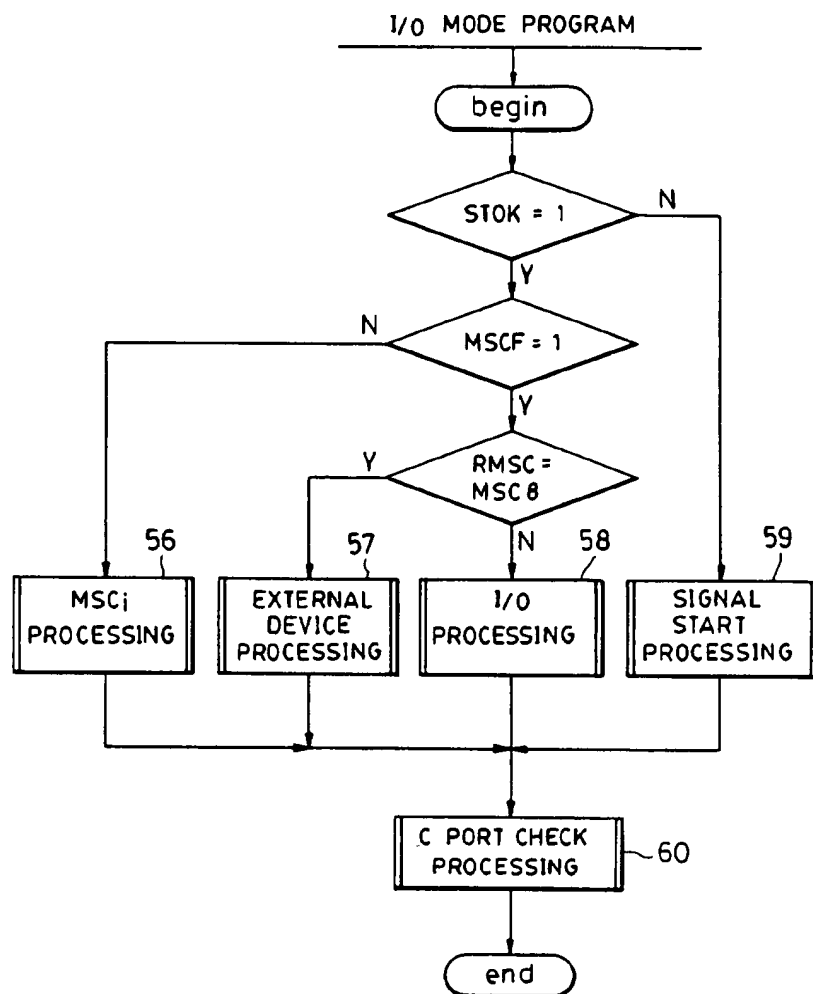 I/O MODE PROGRAM
begin
STOK = 1
N
Y
MSCF = 1
N
Y
RMSC =
MSC8
Y
N
56
MSCi
PROCESSING
57
EXTERNAL
DEVICE
PROCESSING
58
I/O
PROCESSING
59
SIGNAL
START
PROCESSING
C PORT CHECK
PROCESSING
60
end